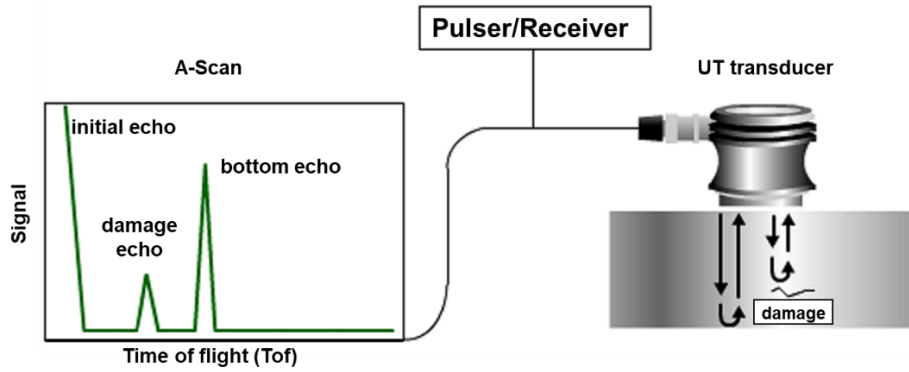 Pulser/Receiver
A-Scan
UT transducer
initial echo
bottom echo
damage
echo
Signal
damage
Time of flight (Tof)